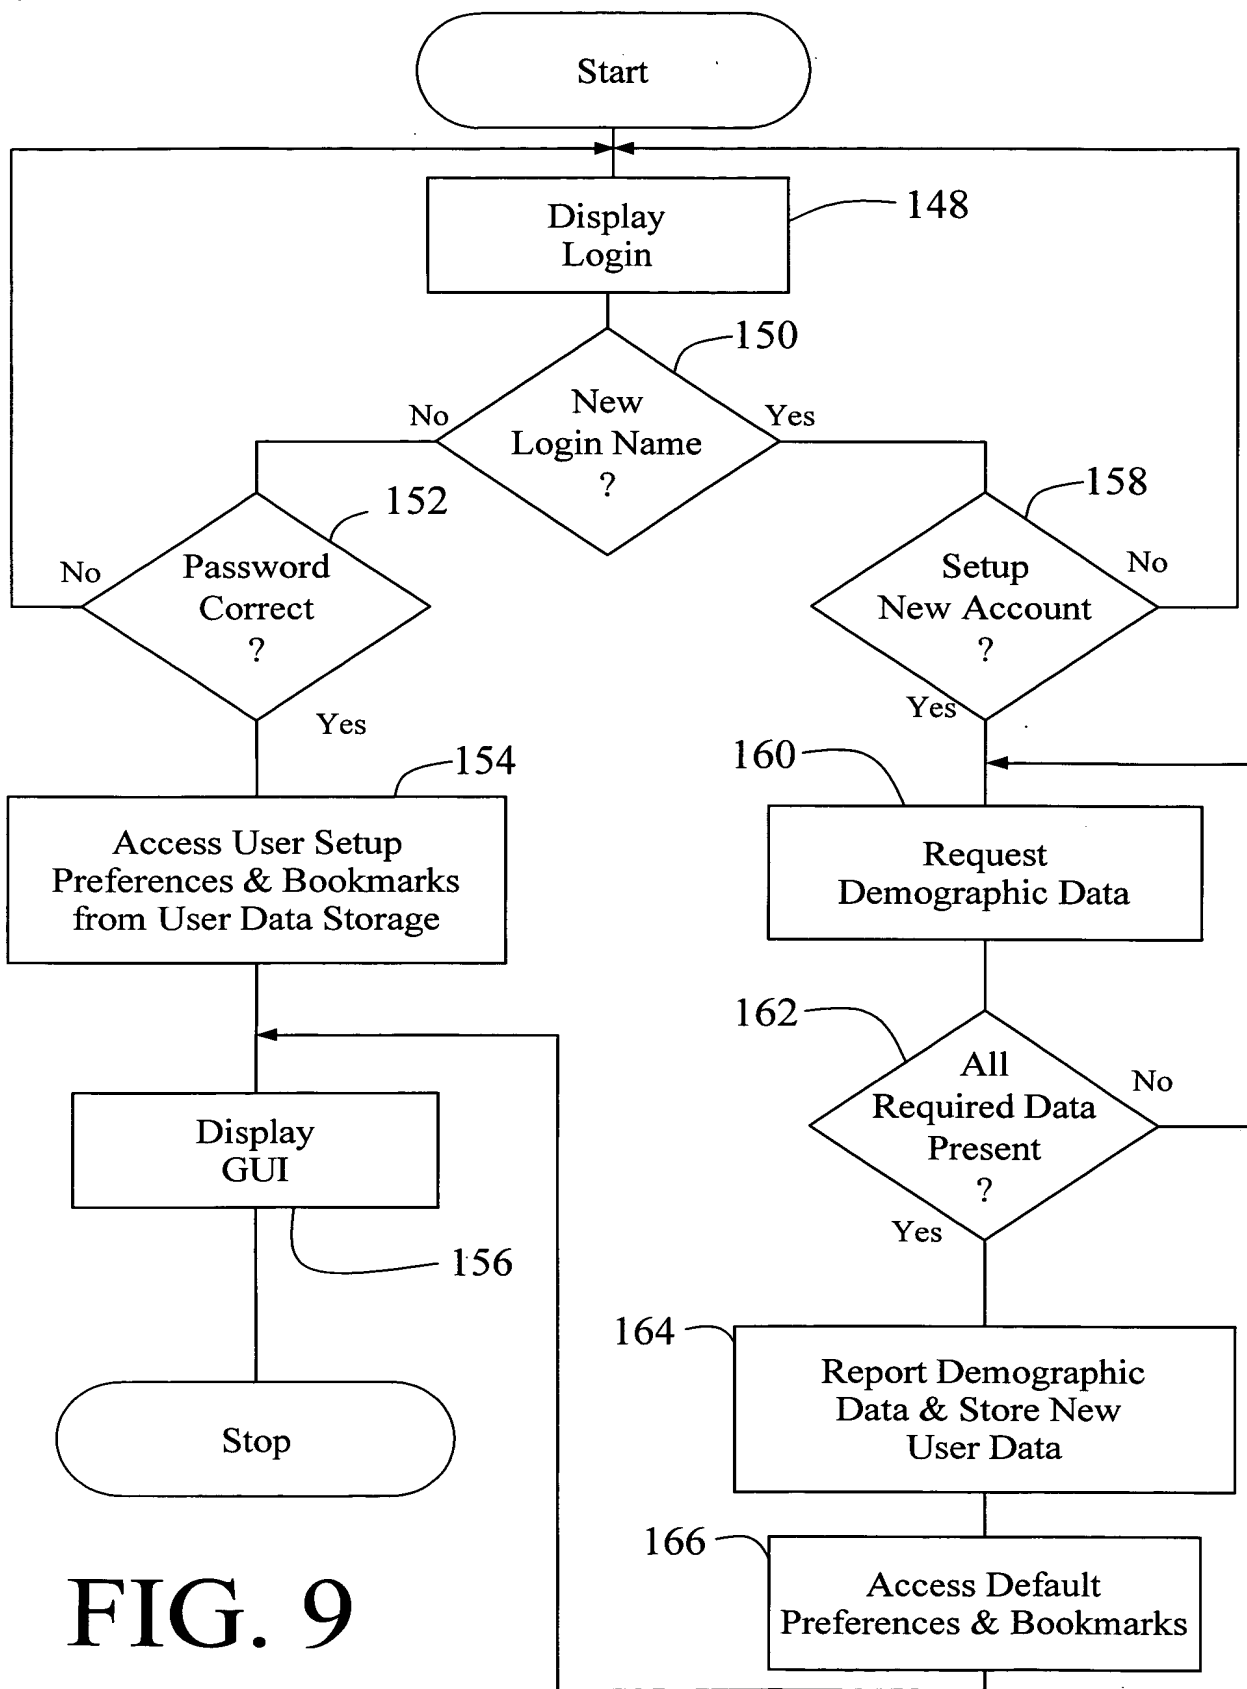 Start
Display
Login
148
150
New
Login Name
?
No
Yes
152
Password
Correct
?
No
Yes
158
Setup
New Account
?
No
Yes
154
Access User Setup
Preferences & Bookmarks
from User Data Storage
160
Request
Demographic Data
162
All
Required Data
Present
?
No
Yes
Display
GUI
156
164
Report Demographic
Data & Store New
User Data
Stop
166
Access Default
Preferences & Bookmarks
FIG. 9